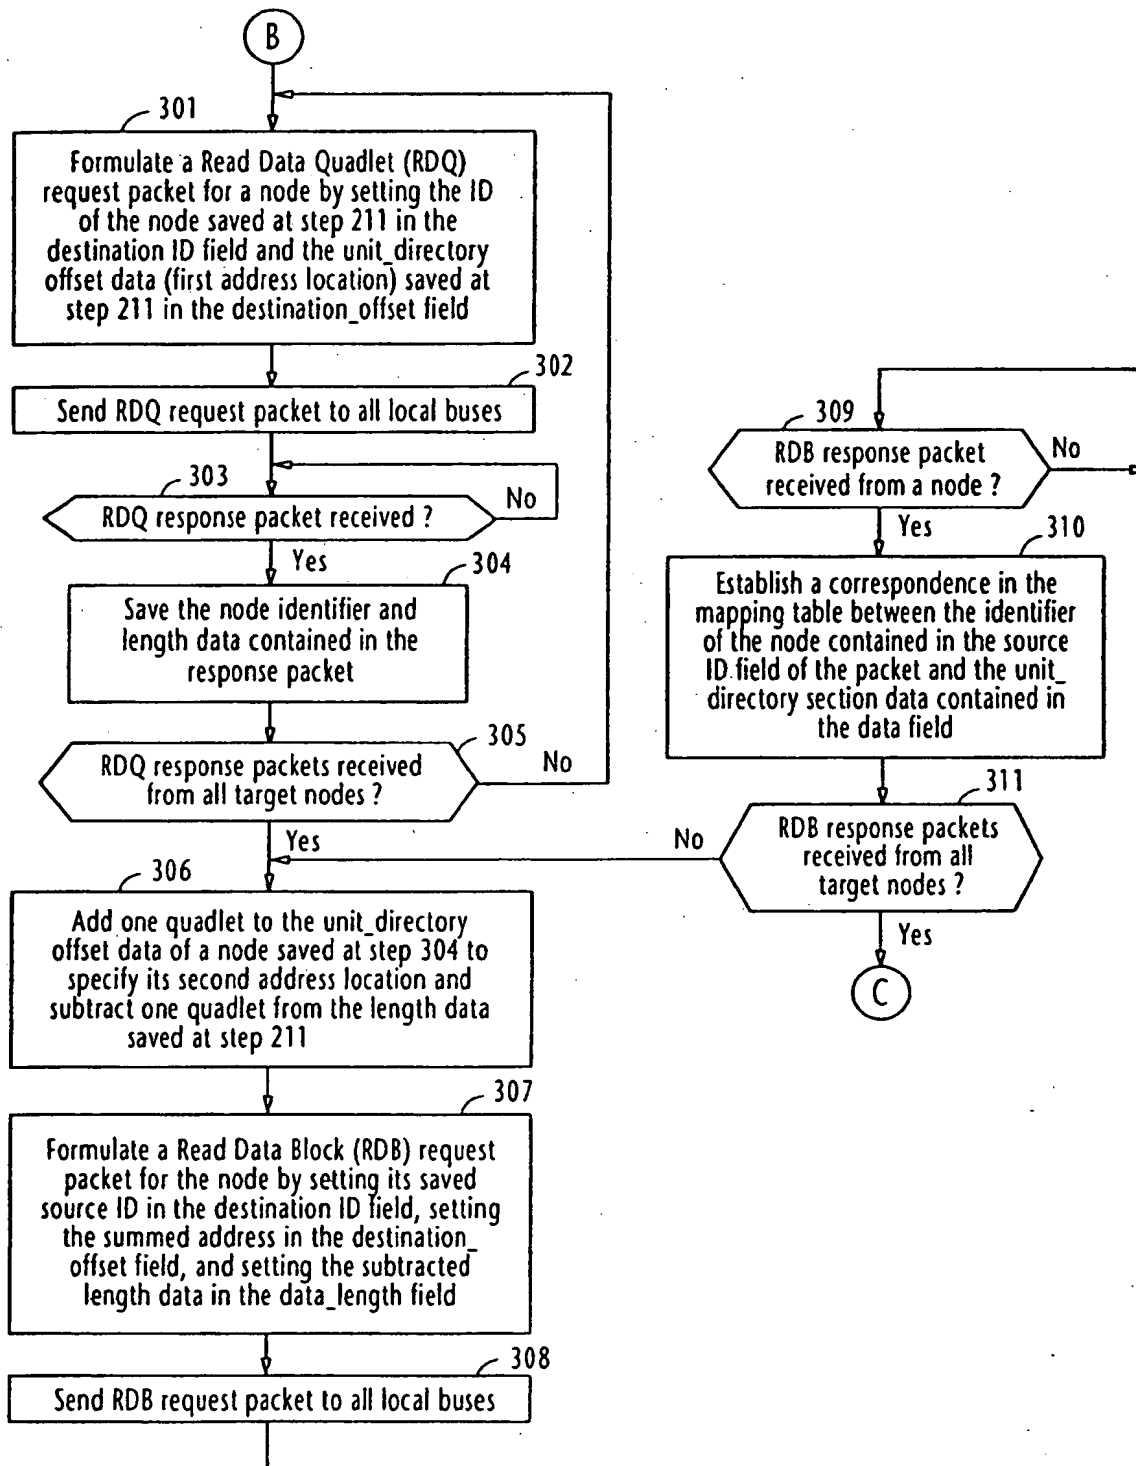 B
301
Formulate a Read Data Quadlet (RDQ)
request packet for a node by setting the ID
of the node saved at step 211 in the
destination ID field and the unit_directory
offset data (first address location) saved at
step 211 in the destination_offset field
302
Send RDQ request packet to all local buses
303
RDQ response packet received ?
No
Yes
304
Save the node identifier and
length data contained in the
response packet
305
RDQ response packets received
from all target nodes ?
No
Yes
306
Add one quadlet to the unit_directory
offset data of a node saved at step 304 to
specify its second address location and
subtract one quadlet from the length data
saved at step 211
307
Formulate a Read Data Block (RDB) request
packet for the node by setting its saved
source ID in the destination ID field, setting
the summed address in the destination_
offset field, and setting the subtracted
length data in the data_length field
308
Send RDB request packet to all local buses
309
RDB response packet
received from a node ?
No
Yes
310
Establish a correspondence in the
mapping table between the identifier
of the node contained in the source
ID field of the packet and the unit_
directory section data contained in
the data field
311
RDB response packets
received from all
target nodes ?
No
Yes
C